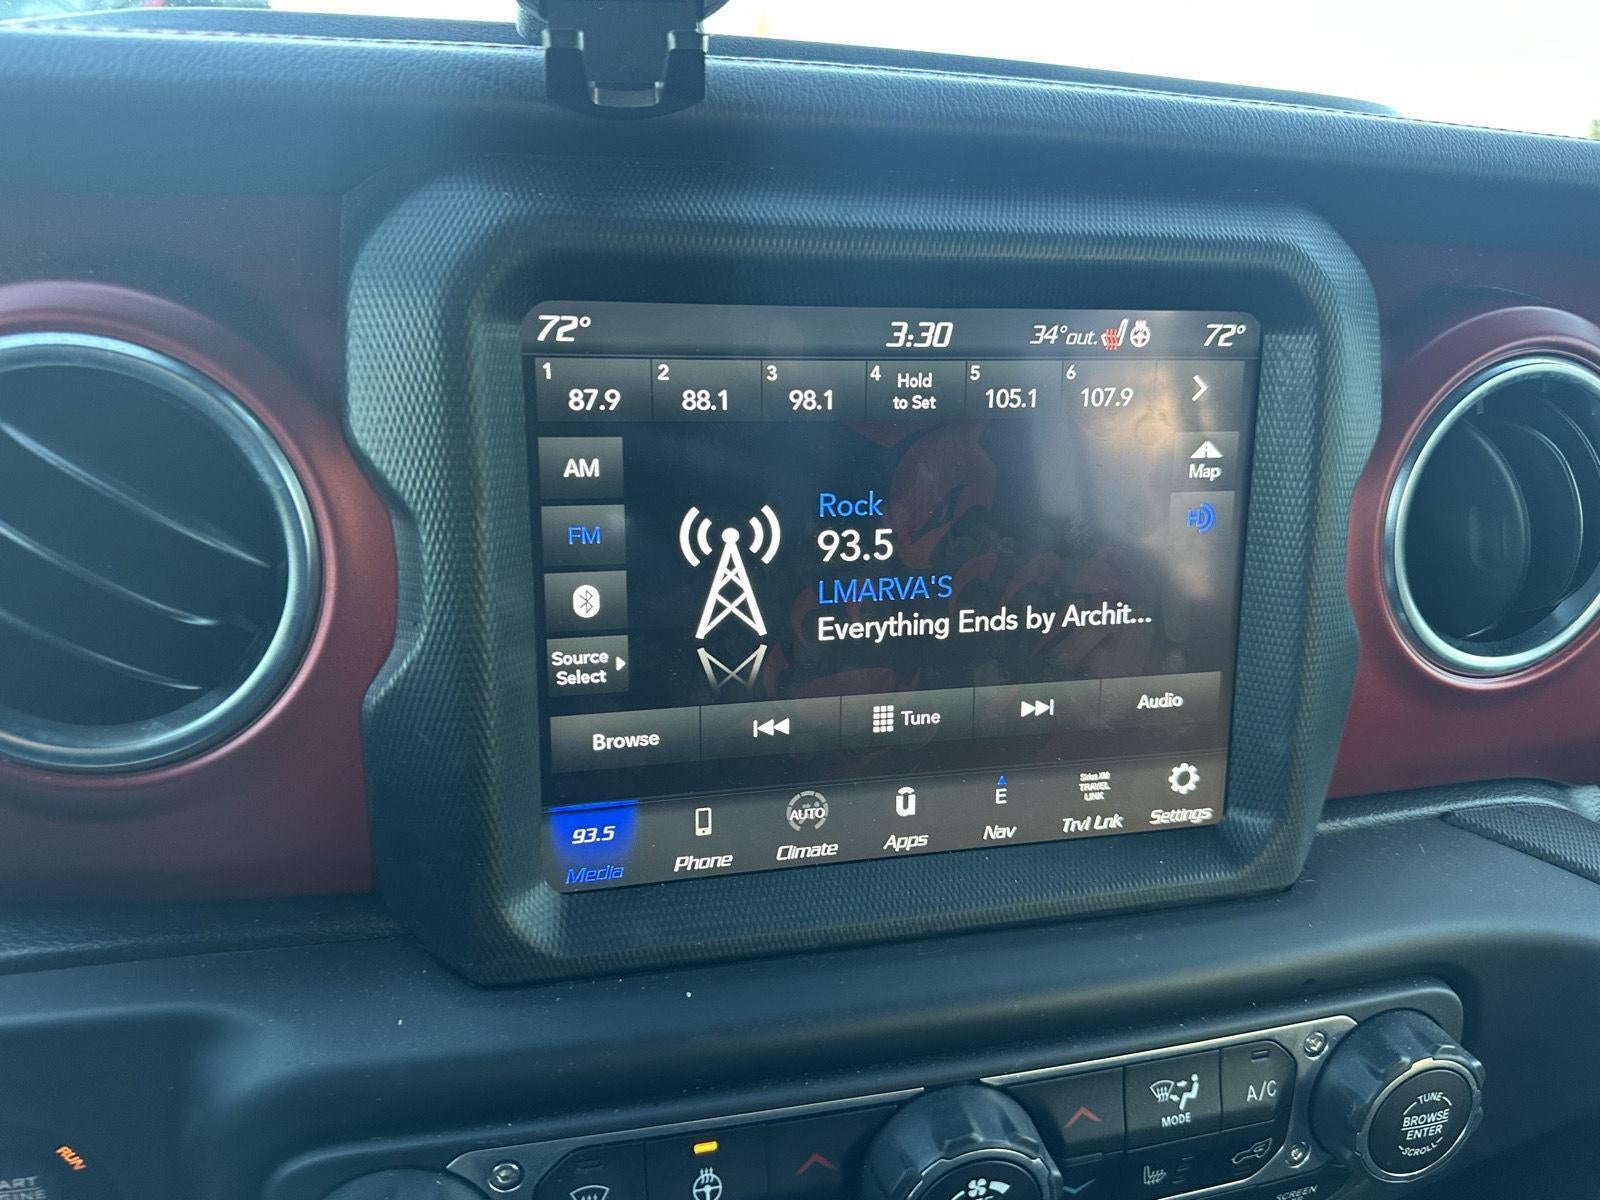 72° 3:30 34°out. 72°
1 87.9 2 88.1 3 98.1 4 Hold to Set 5 105.1 6 107.9
AM
Map
FM
HD
Rock
93.5
LMARVA'S
Everything Ends by Archit...
Source
Select
Browse Tune Audio
93.5 AUTO E SiriusXM TRAVEL LINK
Media Phone Climate Apps Nav Trvl Lnk Settings
RUN
MODE
A/C
TUNE
BROWSE
ENTER
SCROLL
SCREEN